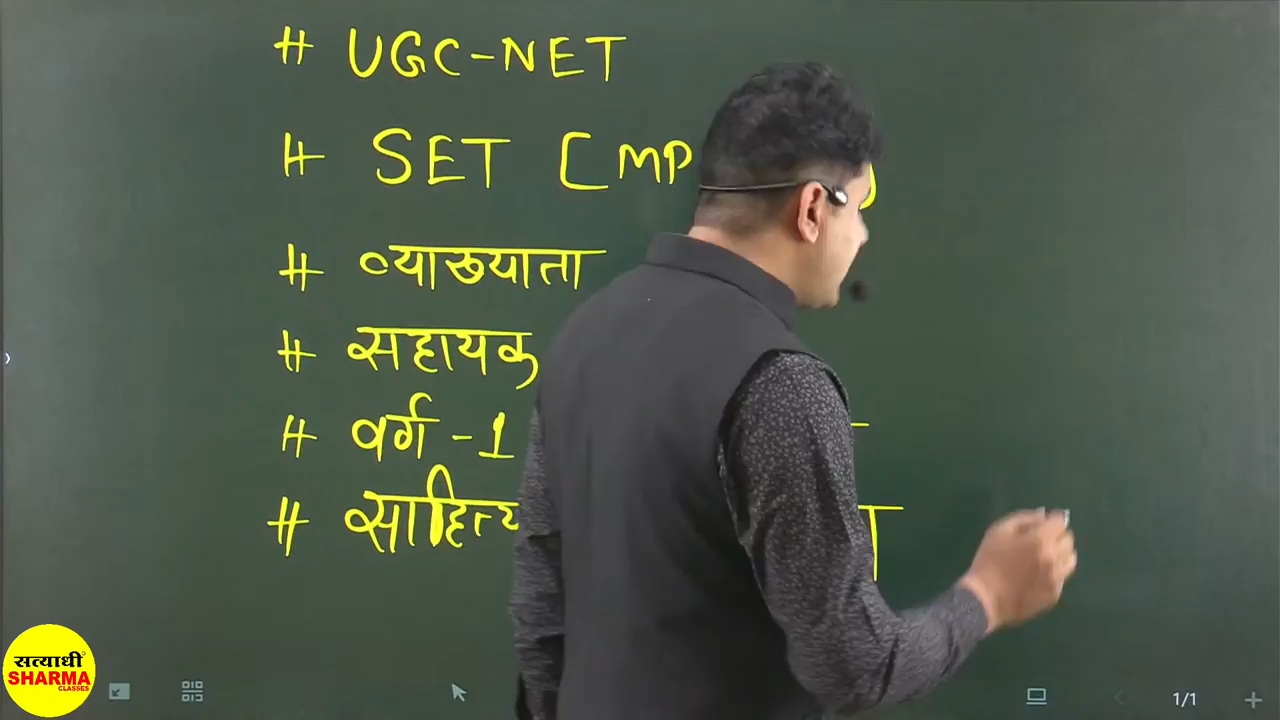 # UGC-NET
# SET [MP
# व्याख्याता
# सहायक
# वर्ग -1
# साहित्य
सत्यार्थी
SHARMA
CLASSES
1/1